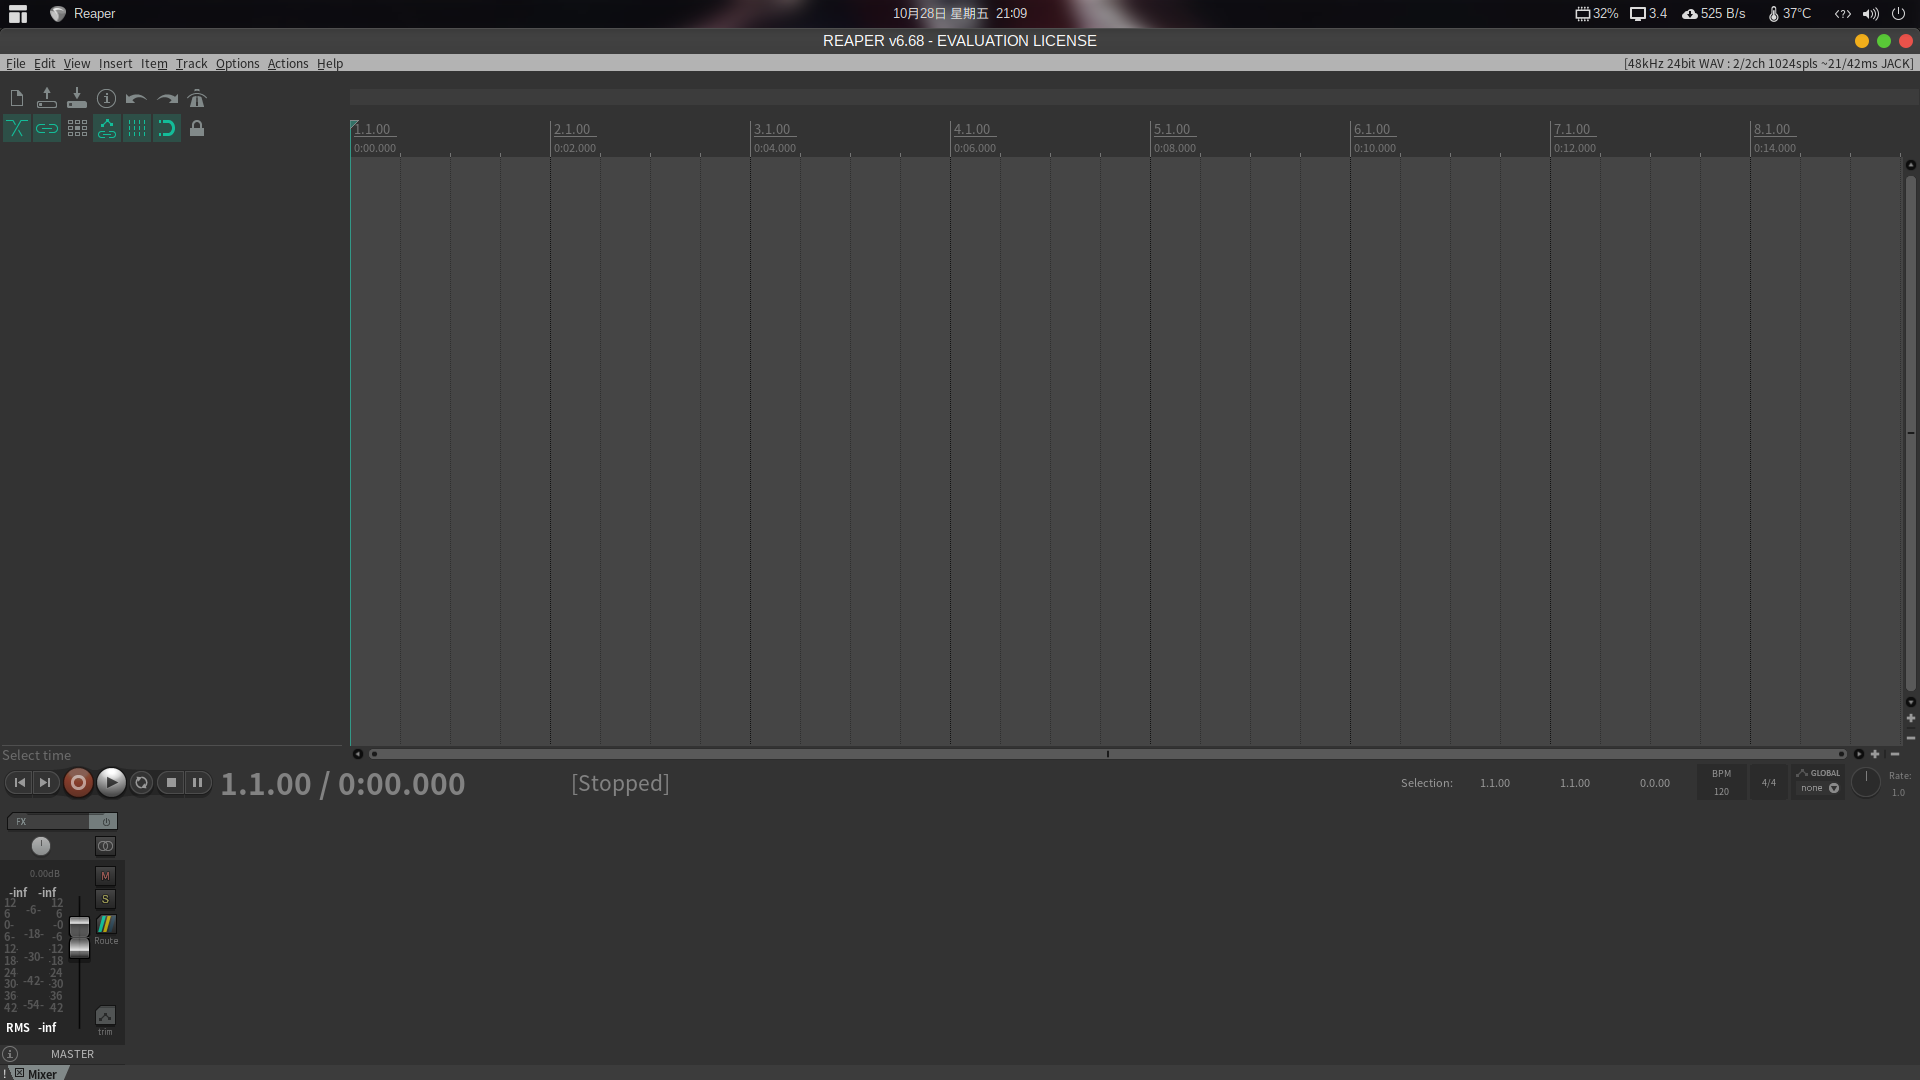 Reaper
10月28日 星期五 21:09
32% 3.4 525 B/s 37°C
REAPER v6.68 - EVALUATION LICENSE
File Edit View Insert Item Track Options Actions Help
[48kHz 24bit WAV : 2/2ch 1024spls ~21/42ms JACK]
1.1.00 2.1.00 3.1.00 4.1.00 5.1.00 6.1.00 7.1.00 8.1.00
0:00.000 0:02.000 0:04.000 0:06.000 0:08.000 0:10.000 0:12.000 0:14.000
Select time
1.1.00 / 0:00.000
[Stopped]
Selection: 1.1.00 1.1.00 0.0.00
BPM
120
4/4
GLOBAL
none
Rate:
1.0
FX
0.00dB
M
-inf -inf
S
12 12
6 -6- 6
0- -0
6- -18- -6
12- -12
18- -30- -18
24 24
30- -42- -30
36 36
42 -54- 42
Route
trim
RMS -inf
MASTER
! Mixer